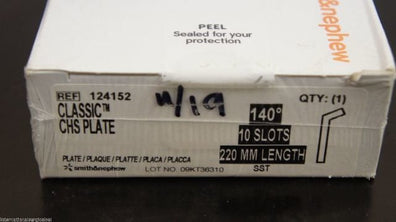 PEEL
Sealed for your
protection
&nephew
REF 124152
CLASSIC™
CHS PLATE
11/19
140°
10 SLOTS
220 MM LENGTH
SST
QTY: (1)
PLATE / PLAQUE / PLATTE / PLACA / PLACCA
smith&nephew
LOT NO. 09KT36310